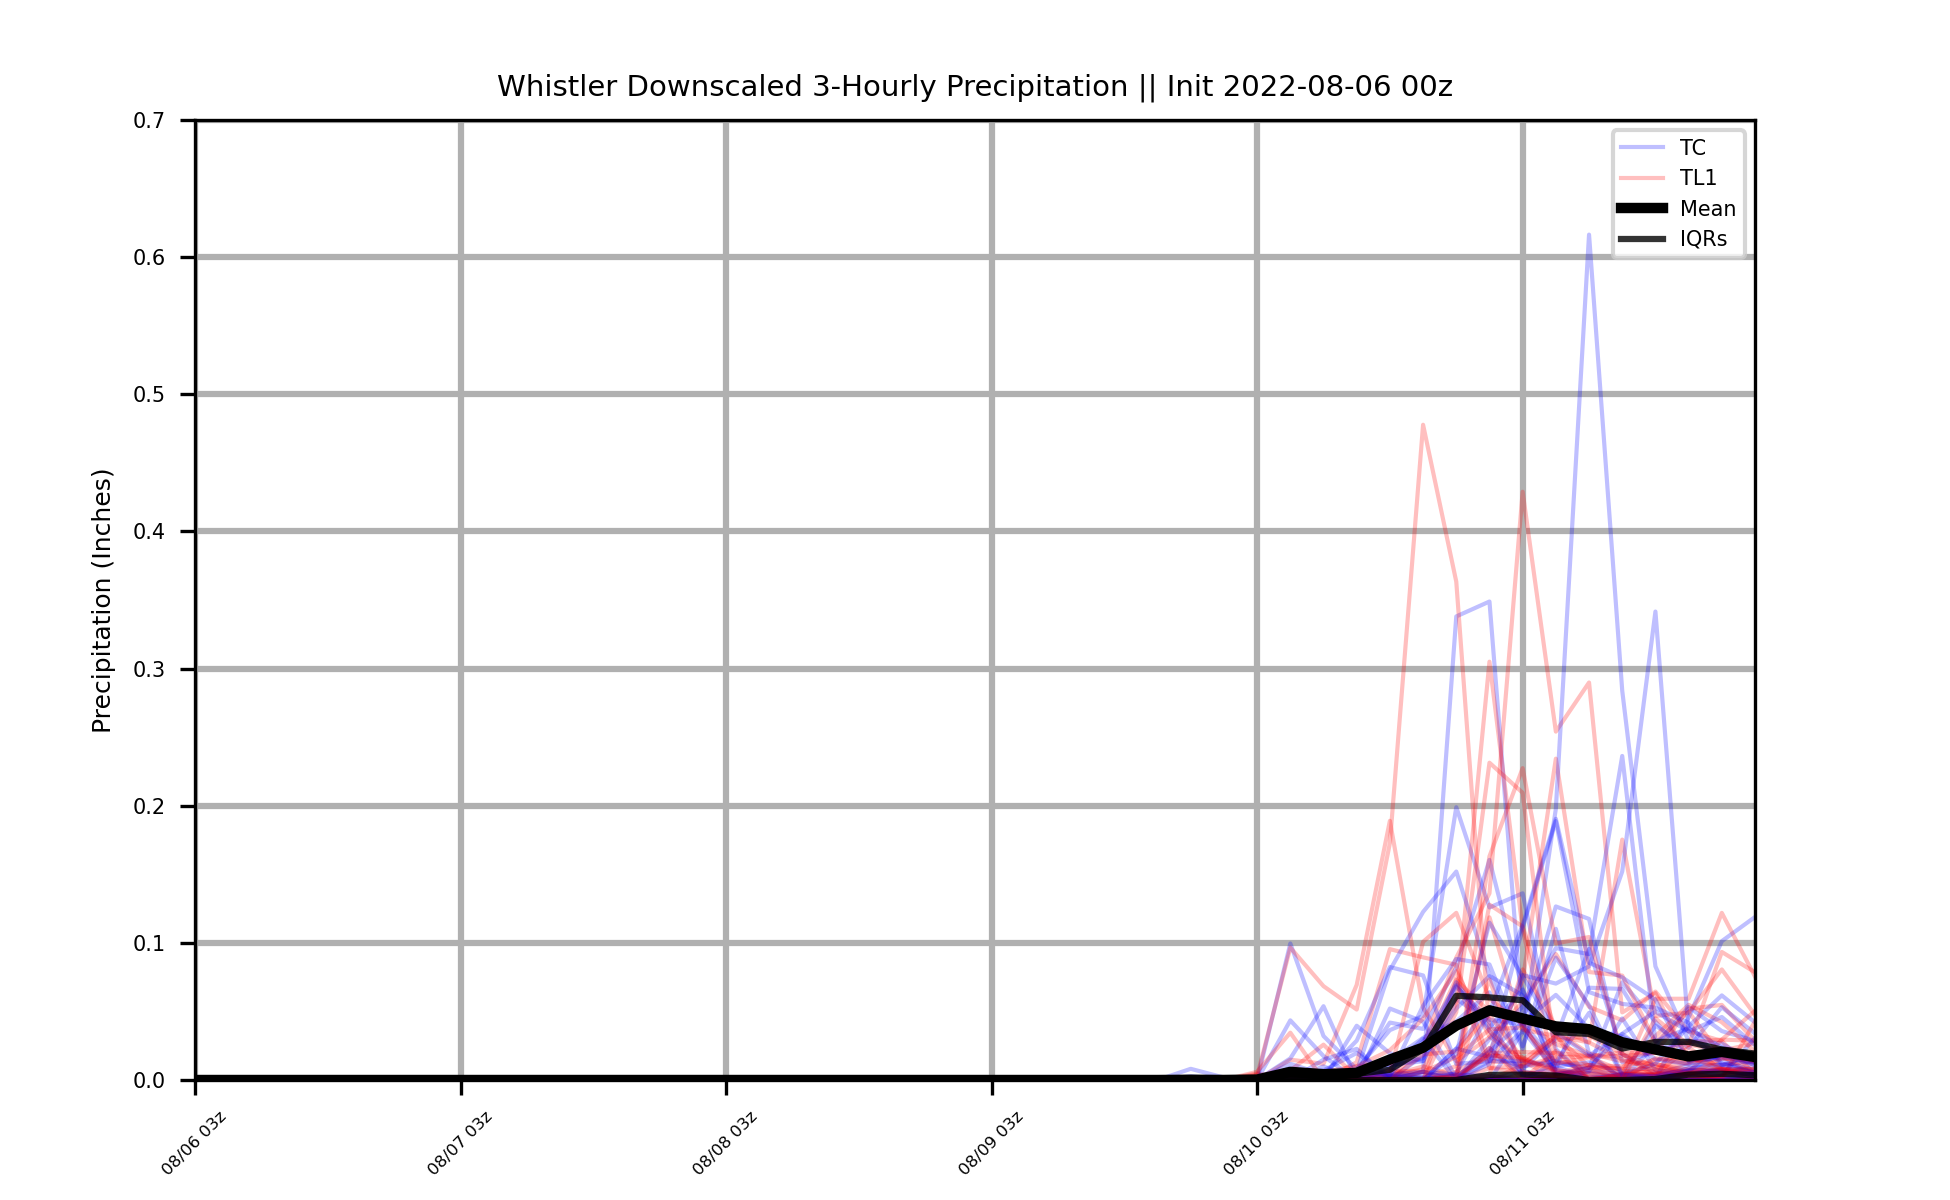 Whistler Downscaled 3-Hourly Precipitation || Init 2022-08-06 00z
TC
TL1
Mean
IQRs
Precipitation (Inches)
0.7
0.6
0.5
0.4
0.3
0.2
0.1
0.0
08/06 03z
08/07 03z
08/08 03z
08/09 03z
08/10 03z
08/11 03z